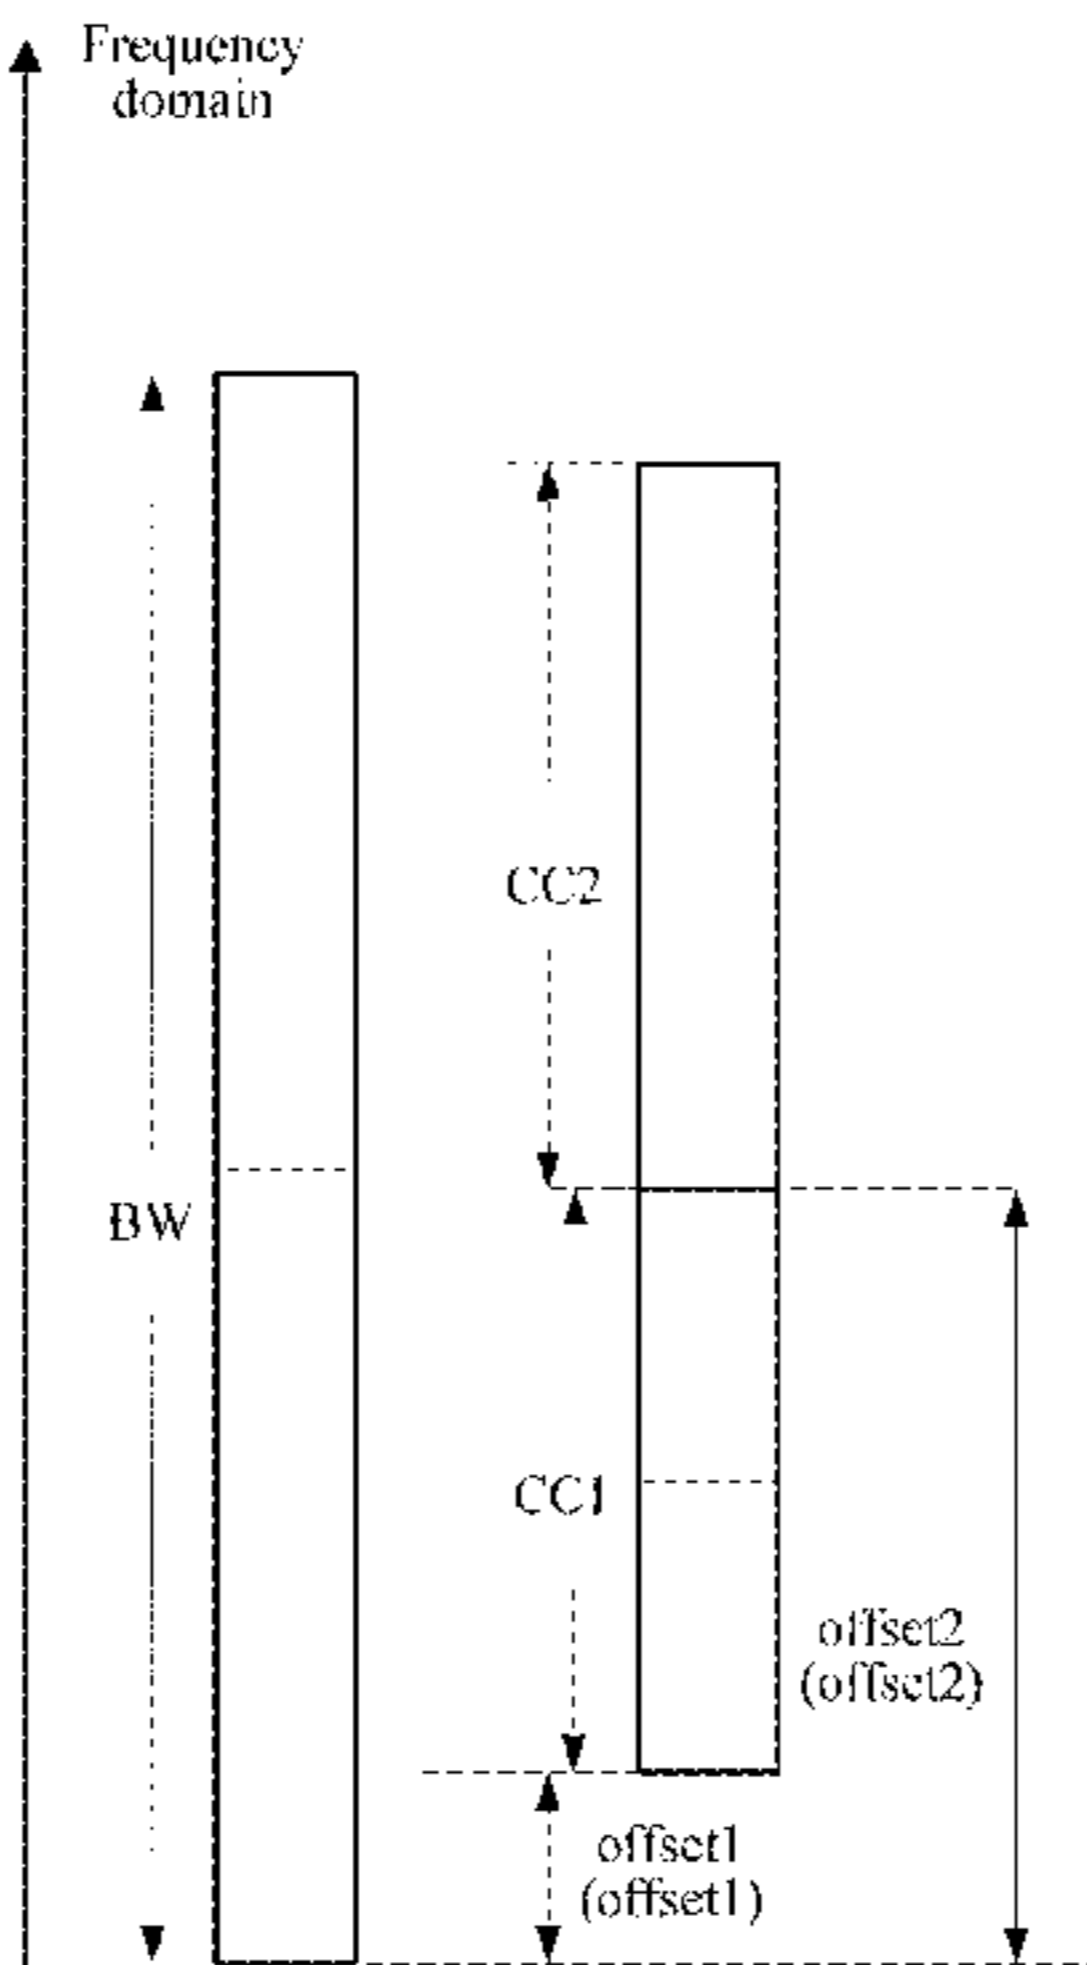 Frequency
domain
CC2
BW
CC1
offset2
(offset2)
offset1
(offset1)